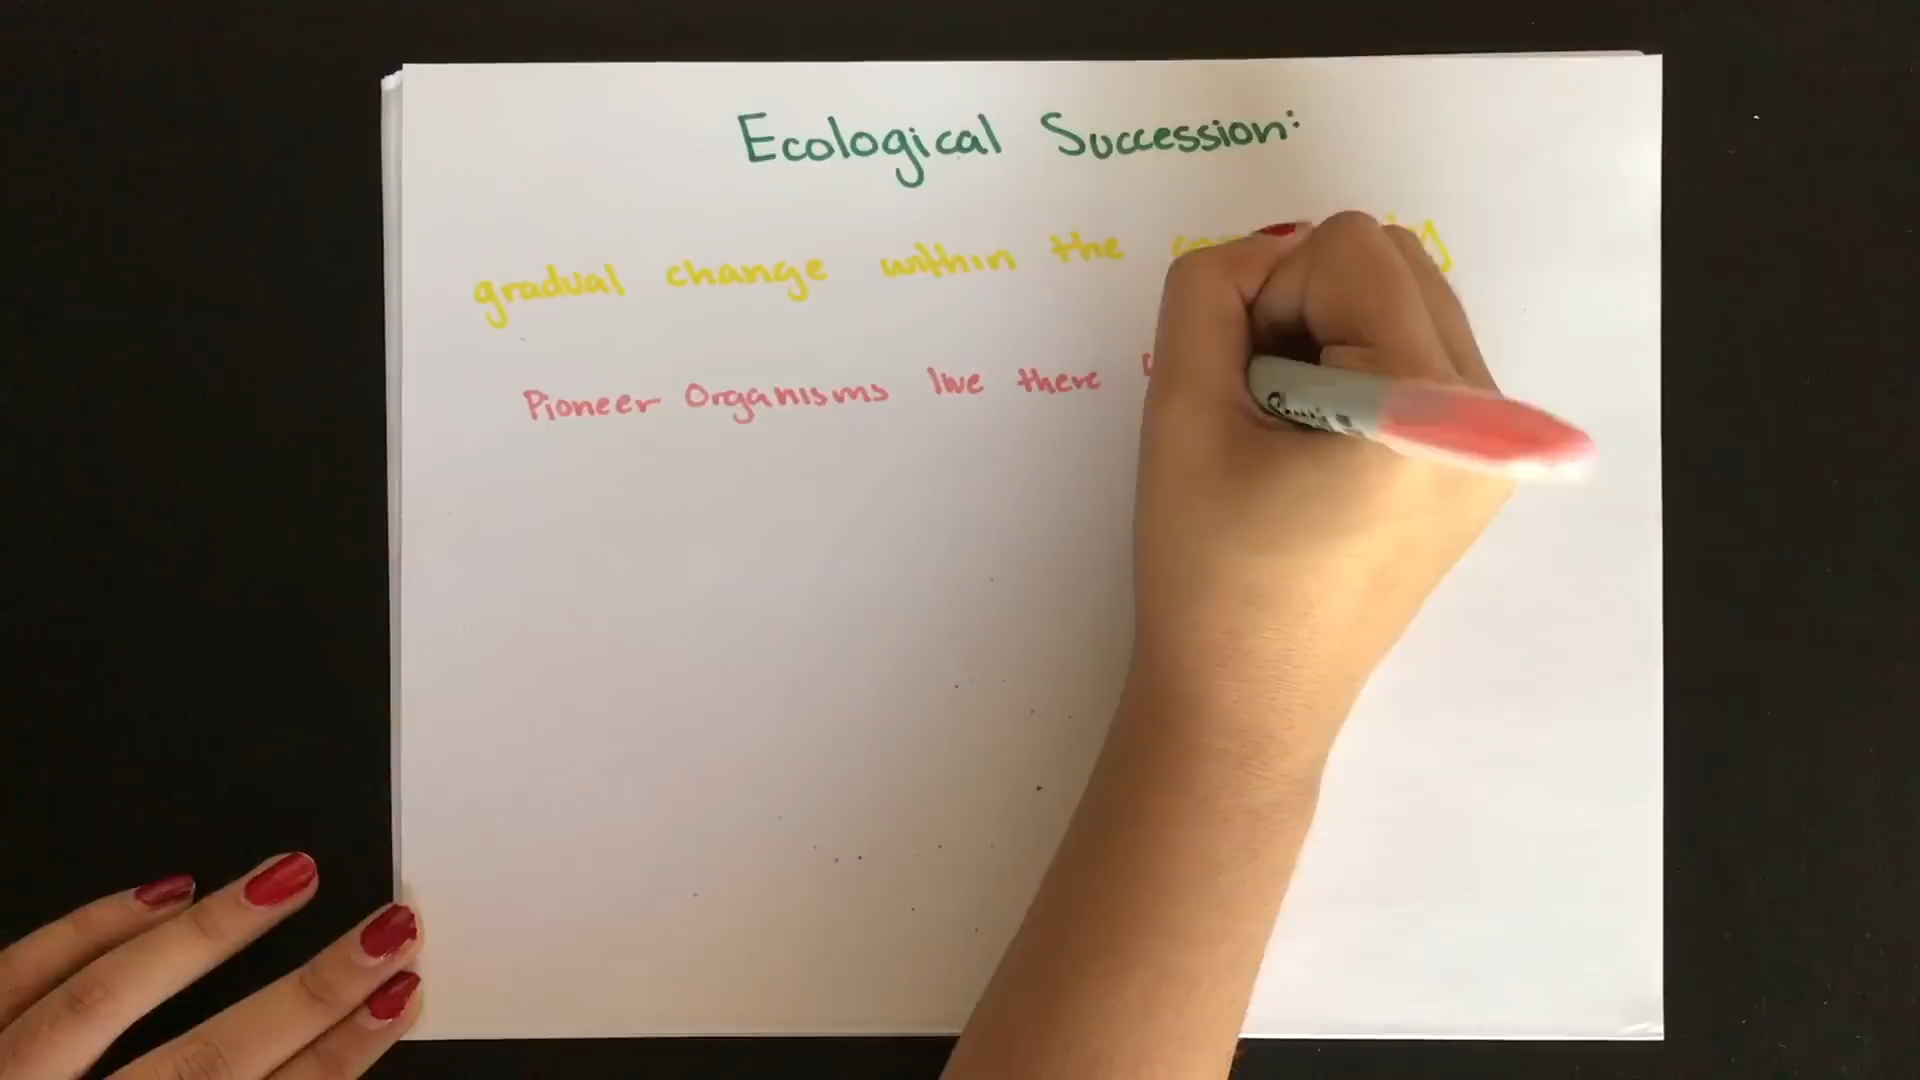 Ecological Succession:
gradual change within the
Pioneer Organisms live there